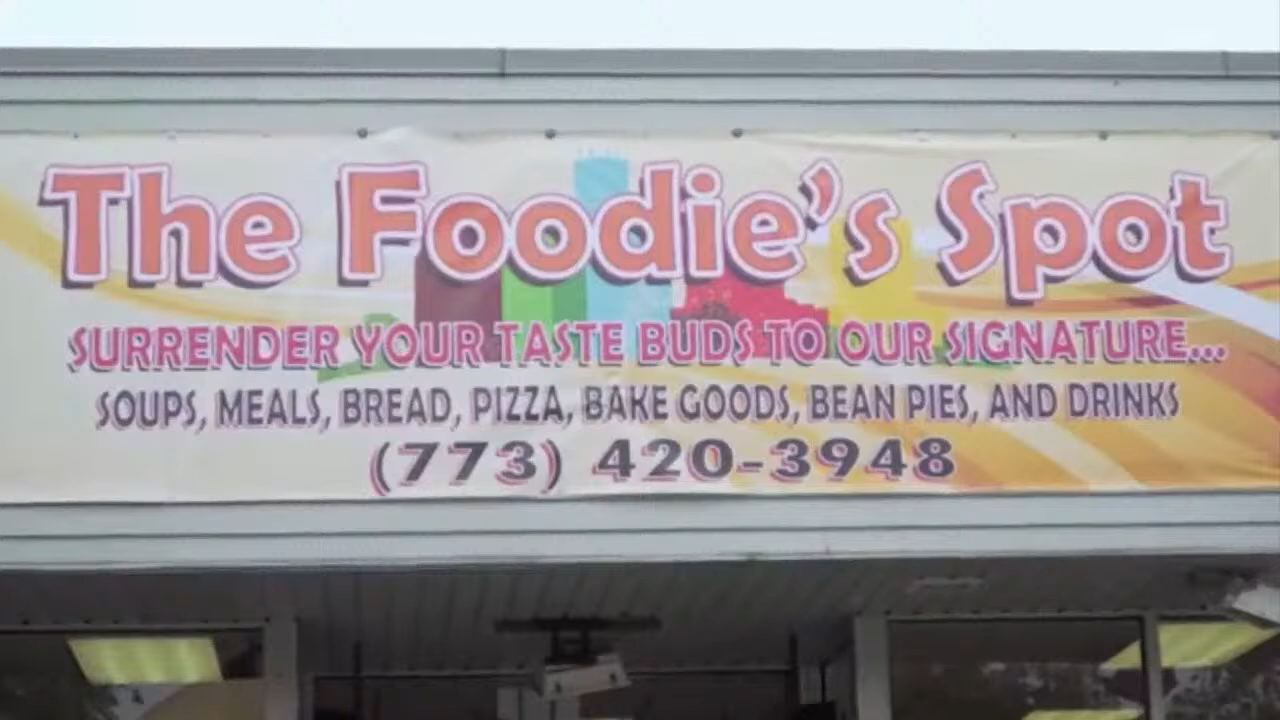 The Foodie's Spot
SURRENDER YOUR TASTE BUDS TO OUR SIGNATURE...
SOUPS, MEALS, BREAD, PIZZA, BAKE GOODS, BEAN PIES, AND DRINKS
(773) 420-3948